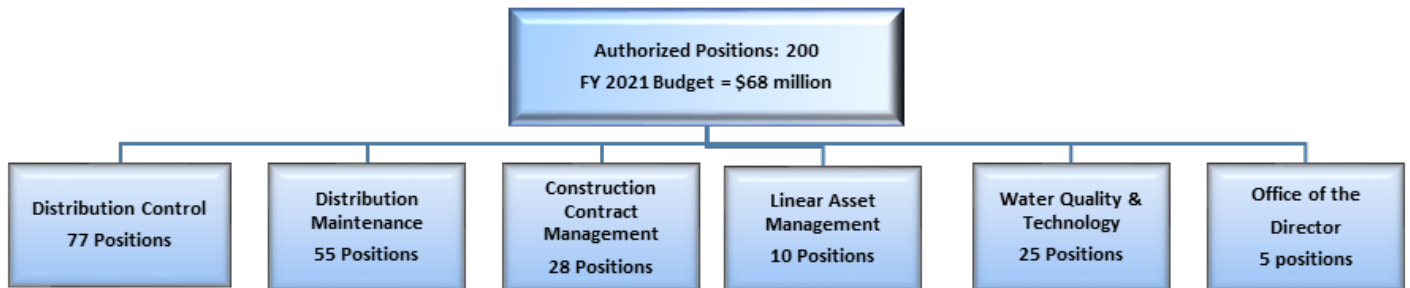 Authorized Positions: 200
FY 2021 Budget = $68 million
Distribution Control
77 Positions
Distribution
Maintenance
55 Positions
Construction
Contract
Management
28 Positions
Linear Asset
Management
10 Positions
Water Quality &
Technology
25 Positions
Office of the
Director
5 positions